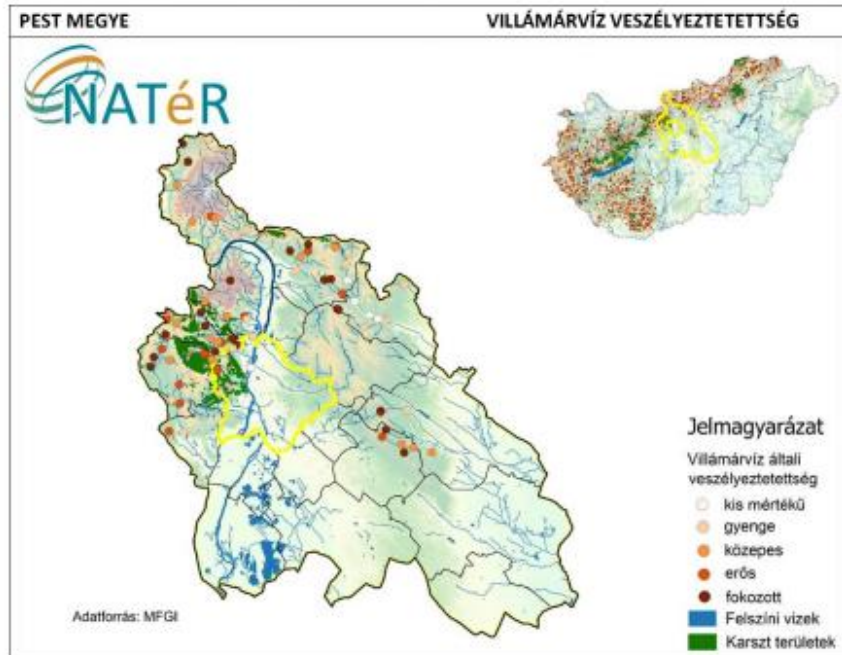 PEST MEGYE
VILLÁMÁRVÍZ VESZÉLYEZTETETTSÉG
NATéR
Jelmagyarázat
Villámárvíz általi
veszélyeztetettség
kis mértékű
gyenge
közepes
erős
fokozott
Felszíni vizek
Karszt területek
Adatforrás: MFGI